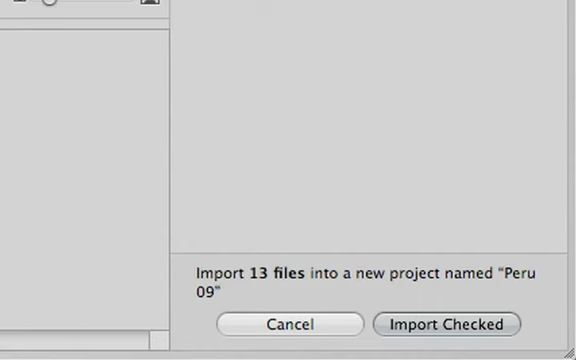 Import 13 files into a new project named “Peru
09”
Cancel
Import Checked